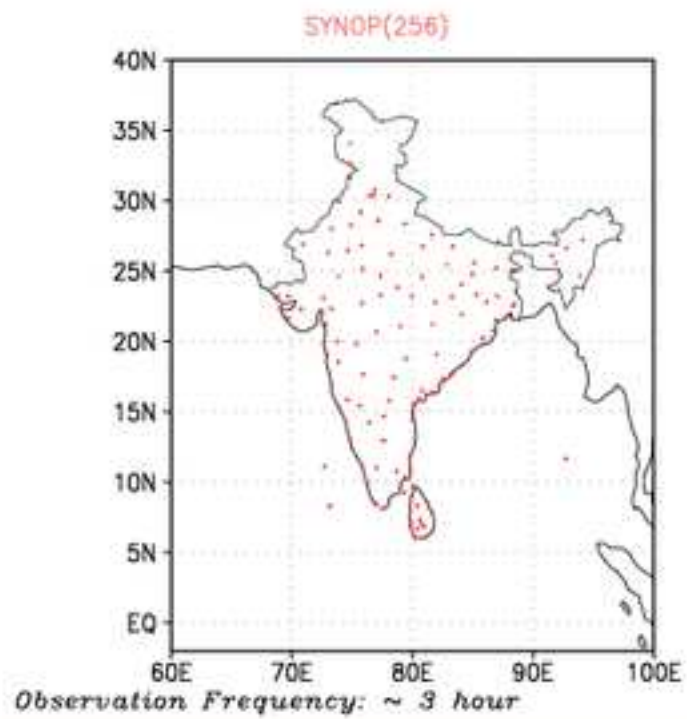 SYNOP(256)
40N
35N
30N
25N
20N
15N
10N
5N
EQ
60E 70E 80E 90E 100E
Observation Frequency: ~ 3 hour